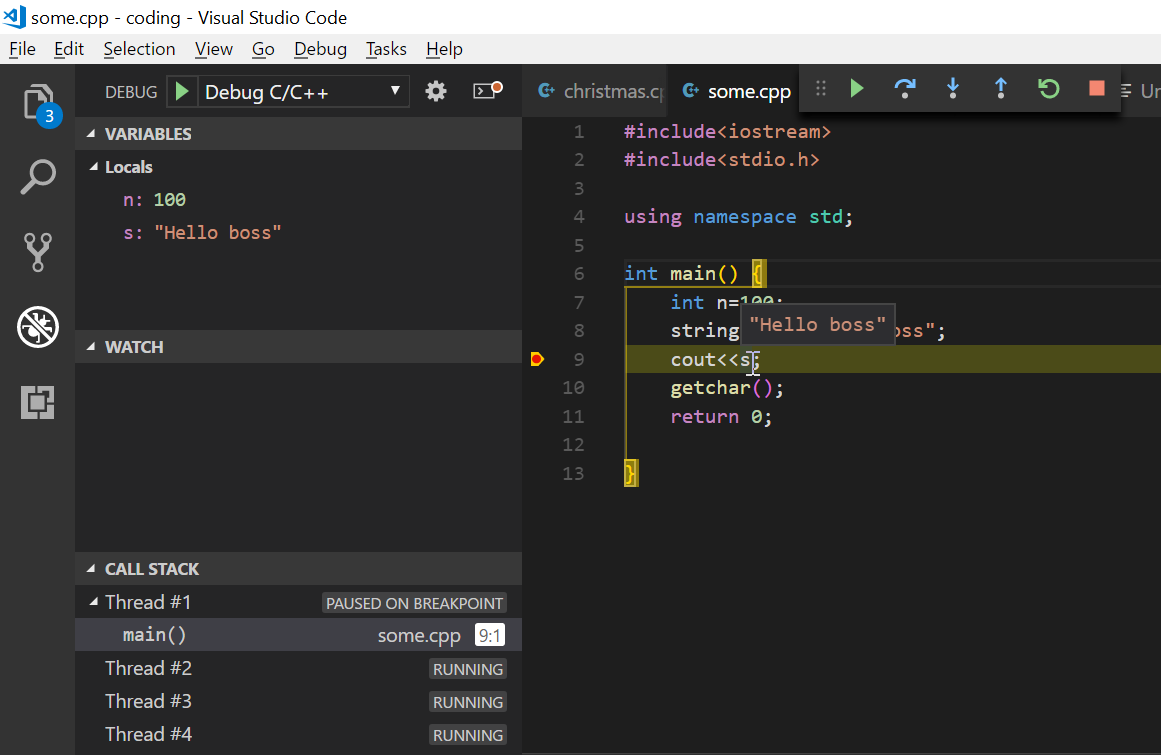 some.cpp - coding - Visual Studio Code
File Edit Selection View Go Debug Tasks Help
3
DEBUG Debug C/C++
VARIABLES
Locals
n: 100
s: "Hello boss"
WATCH
CALL STACK
Thread #1 PAUSED ON BREAKPOINT
main() some.cpp 9:1
Thread #2 RUNNING
Thread #3 RUNNING
Thread #4 RUNNING
christmas.cp some.cpp Un
1 #include<iostream>
2 #include<stdio.h>
3
4 using namespace std;
5
6 int main() {
7 int n=100;
"Hello boss"
8 string oss";
9 cout<<s;
10 getchar();
11 return 0;
12
13 }